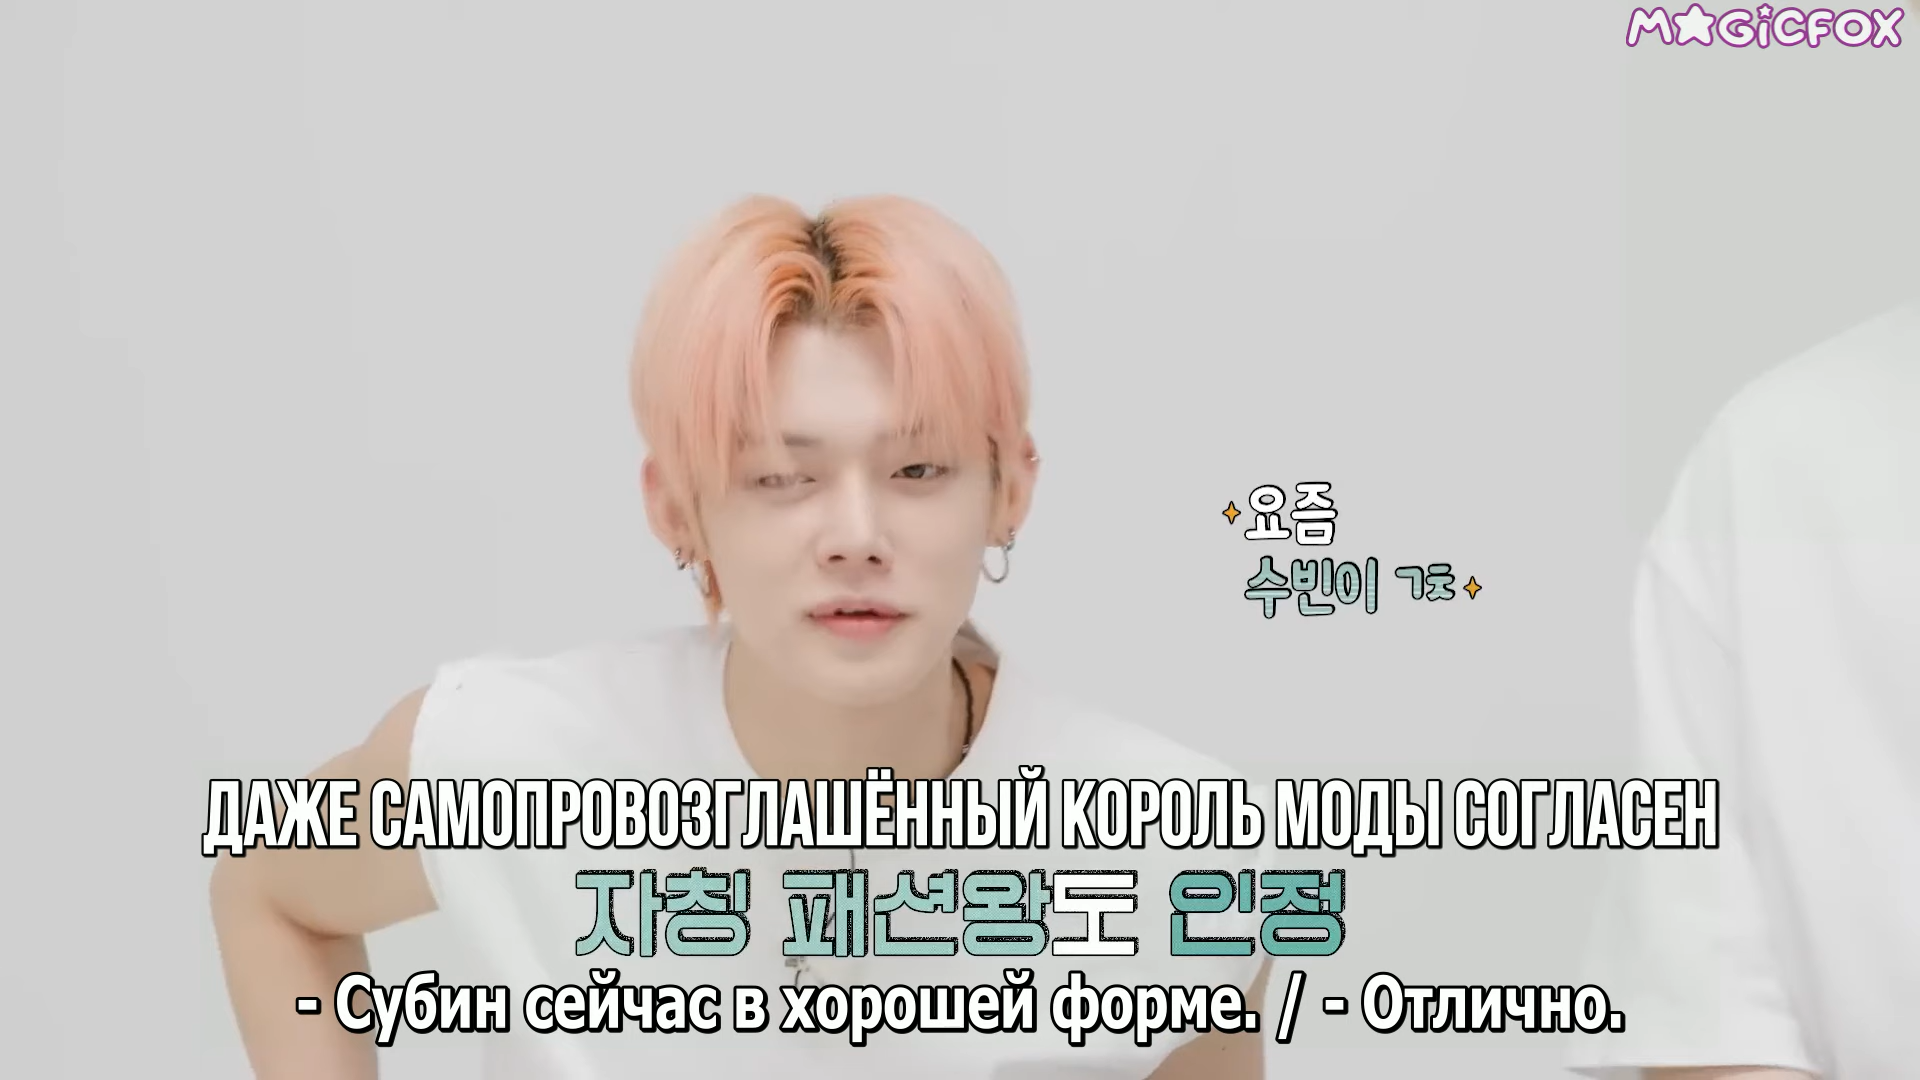 M★GiCFOX
요즘
수빈이 ㄱㅊ
ДАЖЕ САМОПРОВОЗГЛАШЁННЫЙ КОРОЛЬ МОДЫ СОГЛАСЕН
자칭 패션왕도 인정
- Субин сейчас в хорошей форме. / - Отлично.